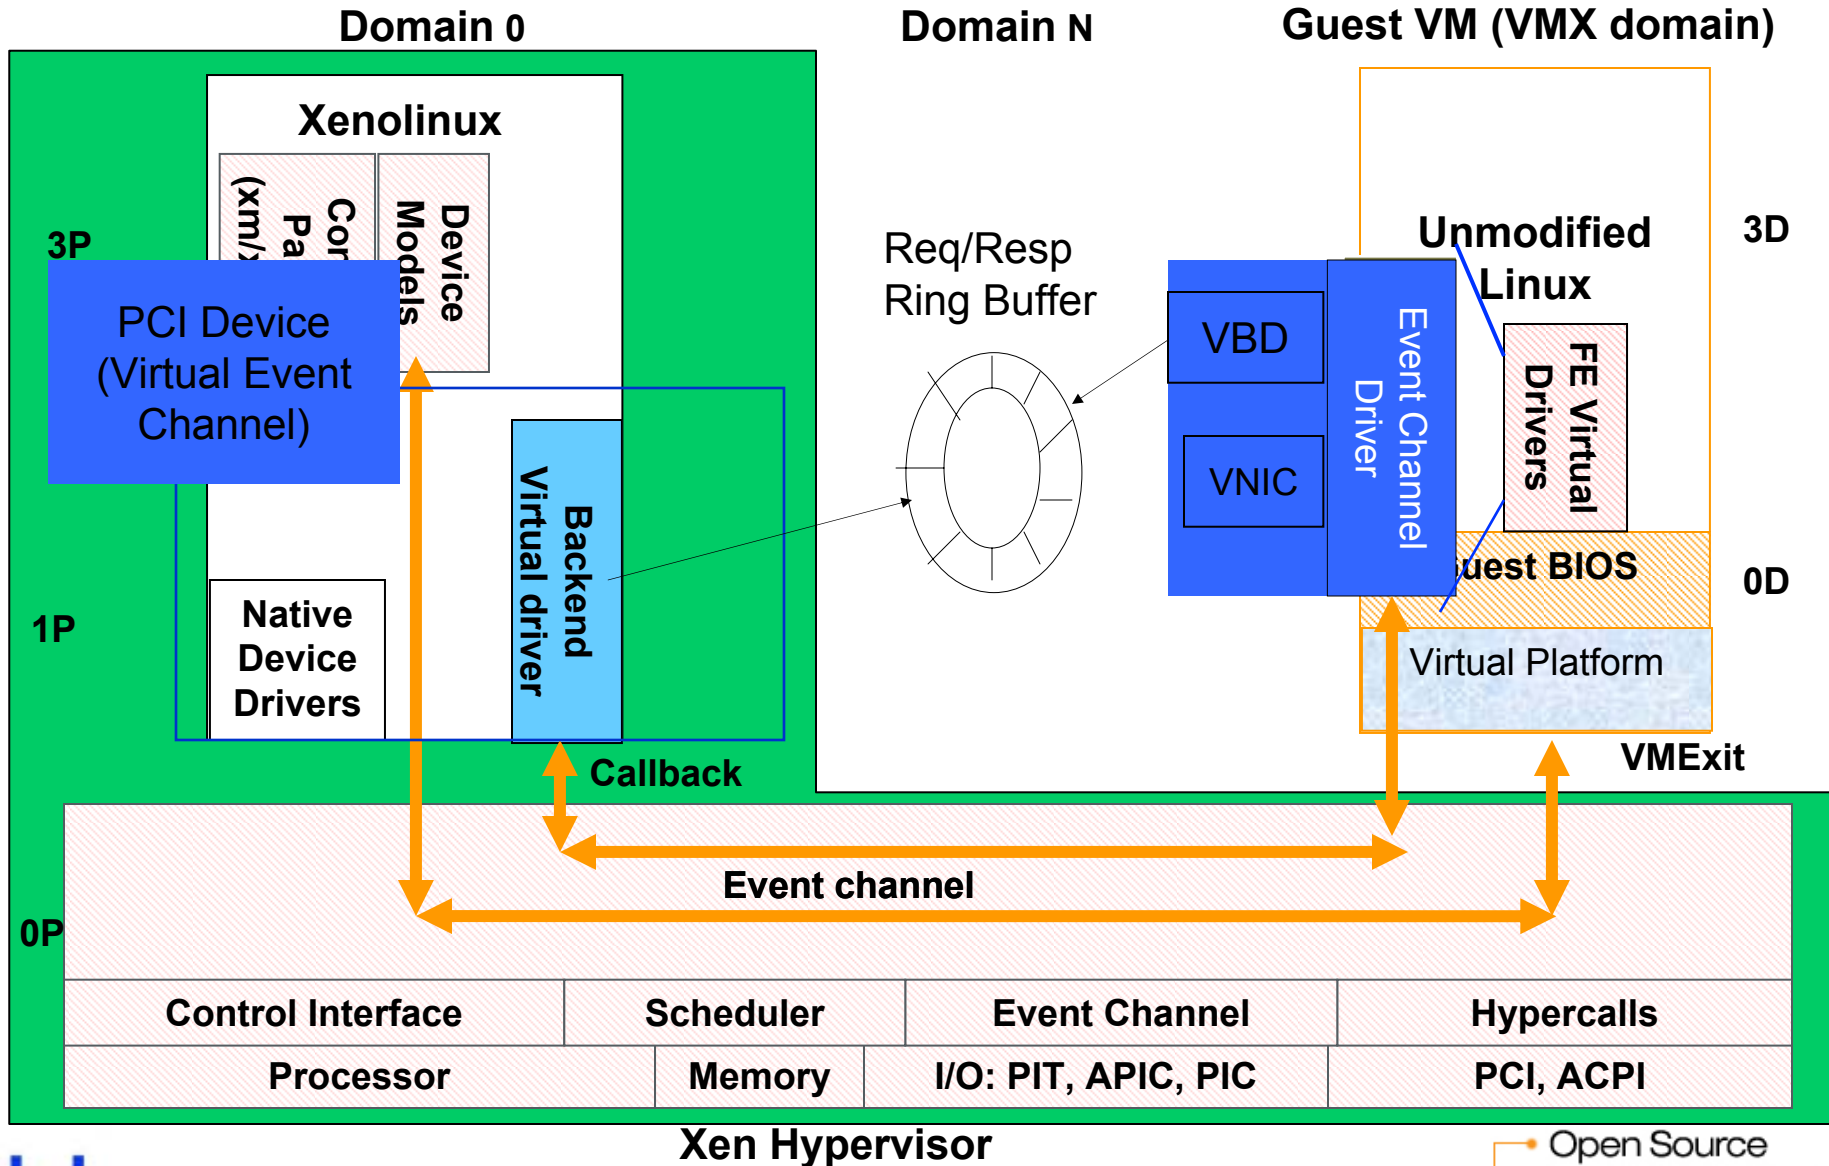 Domain 0
Domain N
Guest VM (VMX domain)
Xenolinux
(xm/x
Device
Models
3P
PCI Device
(Virtual Event
Channel)
Native
Device
Drivers
1P
Backend
Virtual driver
Callback
Req/Resp
Ring Buffer
VBD
VNIC
Event Channel
Driver
Unmodified
Linux
FE Virtual
Drivers
3D
0D
uest BIOS
Virtual Platform
VMExit
Event channel
0P
Control Interface
Scheduler
Event Channel
Hypercalls
Processor
Memory
I/O: PIT, APIC, PIC
PCI, ACPI
Xen Hypervisor
Open Source